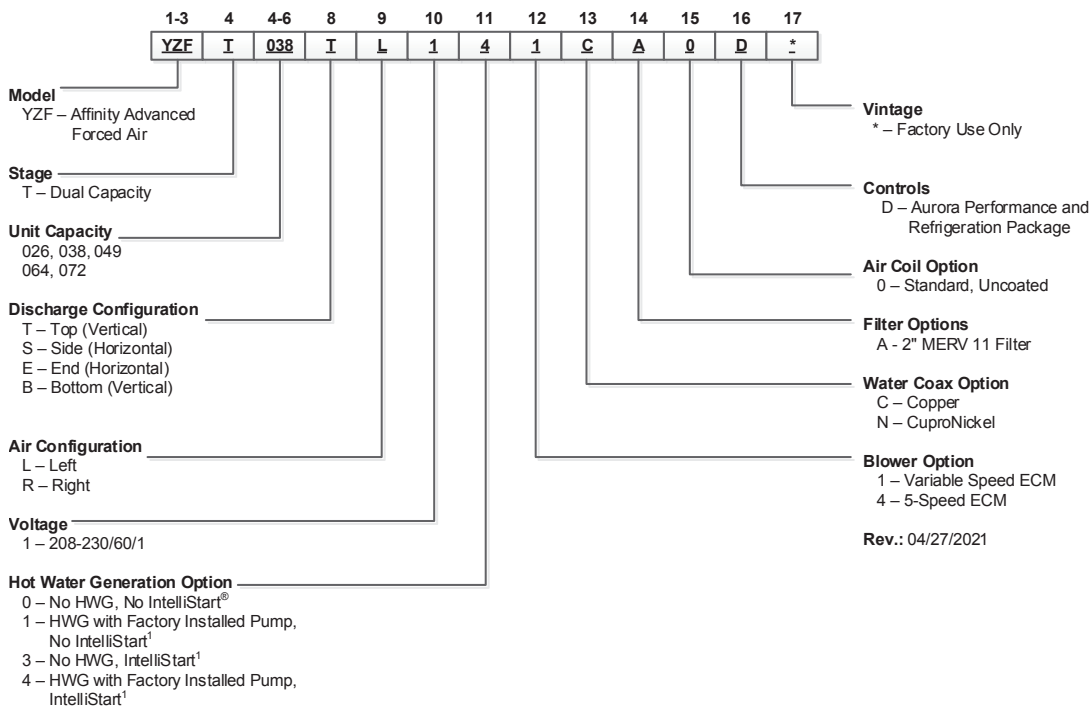 1-3 4 4-6 8 9 10 11 12 13 14 15 16 17
YZF T 038 T L 1 4 1 C A 0 D *
Model
YZF – Affinity Advanced
Forced Air
Stage
T – Dual Capacity
Unit Capacity
026, 038, 049
064, 072
Discharge Configuration
T – Top (Vertical)
S – Side (Horizontal)
E – End (Horizontal)
B – Bottom (Vertical)
Air Configuration
L – Left
R – Right
Voltage
1 – 208-230/60/1
Hot Water Generation Option
0 – No HWG, No IntelliStart®
1 – HWG with Factory Installed Pump,
No IntelliStart¹
3 – No HWG, IntelliStart¹
4 – HWG with Factory Installed Pump,
IntelliStart¹
Vintage
* – Factory Use Only
Controls
D – Aurora Performance and
Refrigeration Package
Air Coil Option
0 – Standard, Uncoated
Filter Options
A - 2" MERV 11 Filter
Water Coax Option
C – Copper
N – CuproNickel
Blower Option
1 – Variable Speed ECM
4 – 5-Speed ECM
Rev.: 04/27/2021